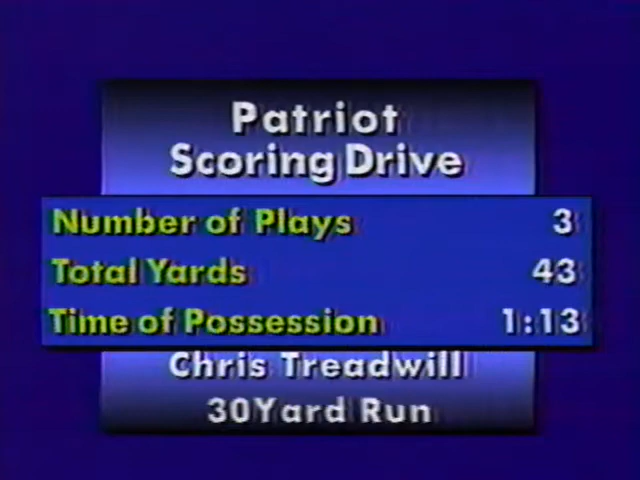 Patriot
Scoring Drive
Number of Plays 3
Total Yards 43
Time of Possession 1:13
Chris Treadwill
30Yard Run